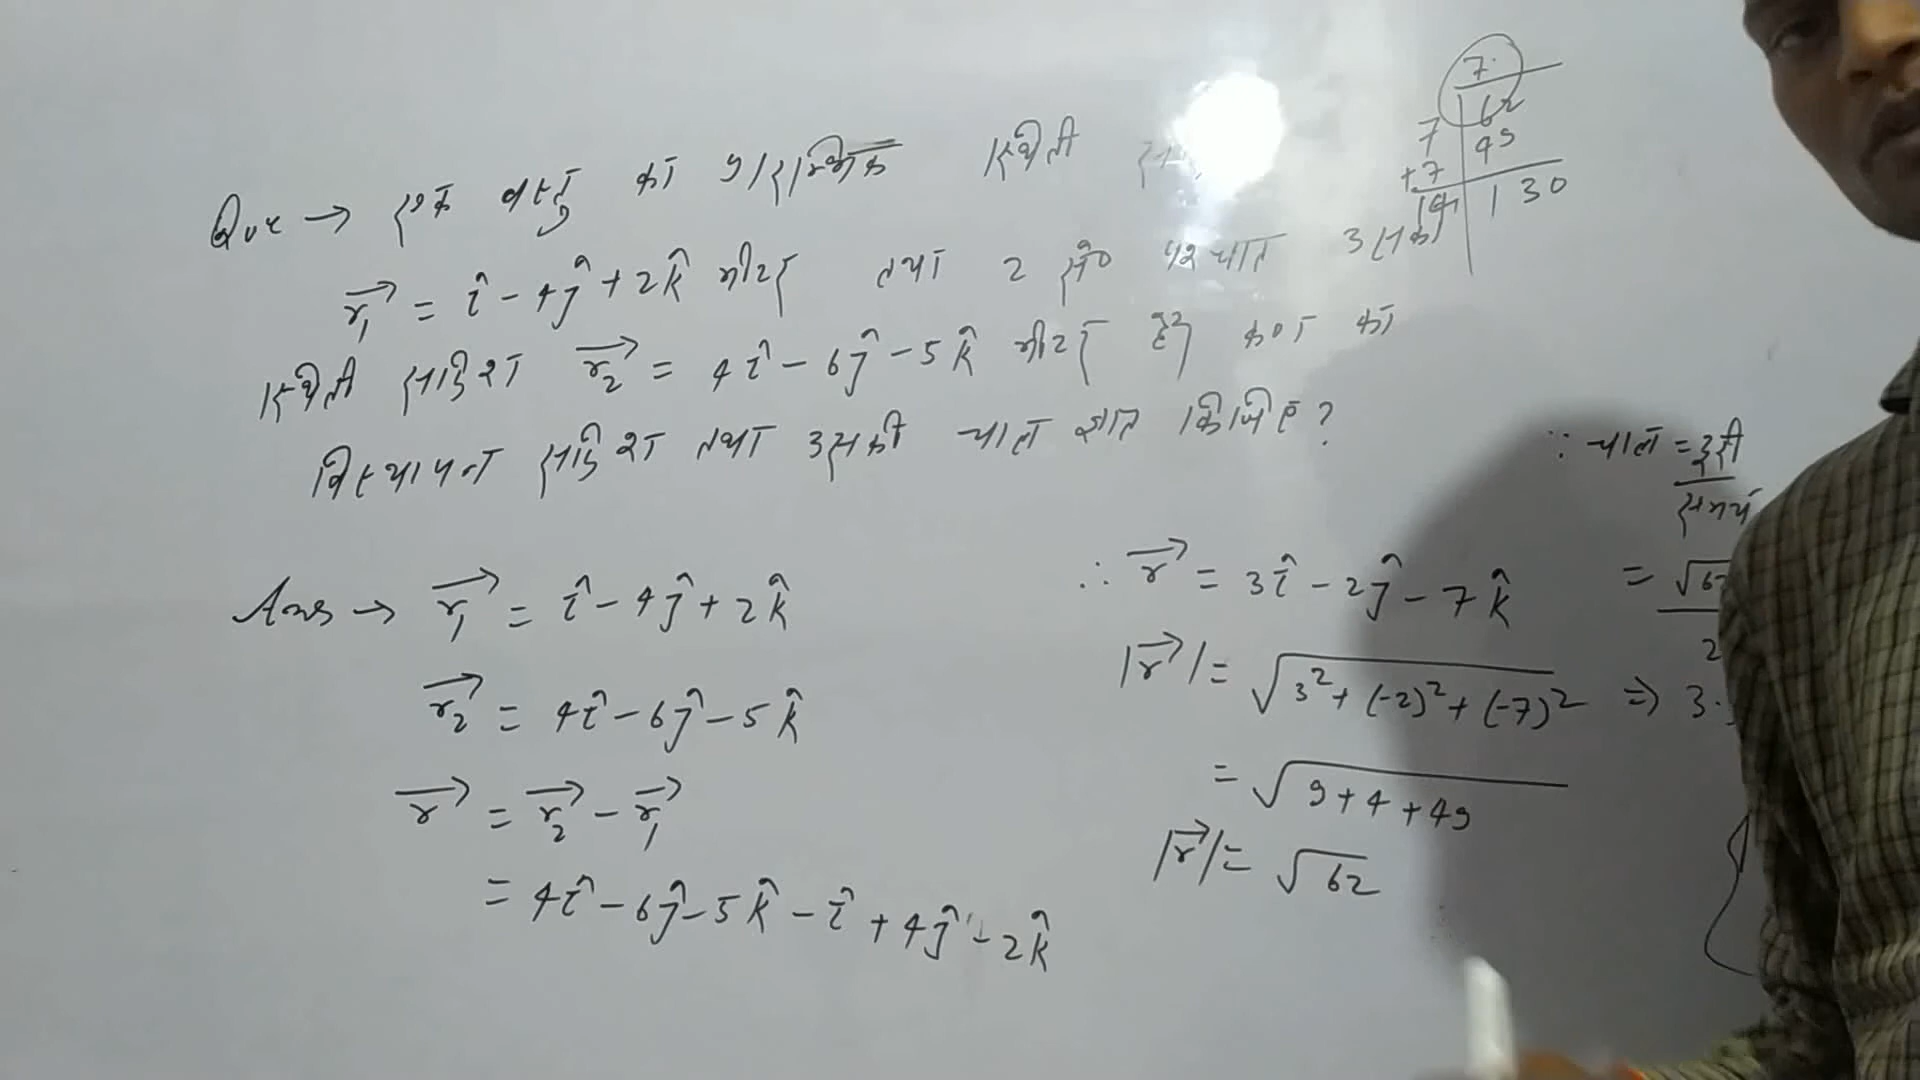 Que → एक वस्तु का प्रारम्भिक स्थिती
r₁ = î - 4ĵ + 2k̂ मीटर तथा 2 से० पश्चात
स्थिती सदिश r₂ = 4î - 6ĵ - 5k̂ मीटर है कण का
विस्थापन सदिश तथा उसकी चाल ज्ञात किजिए ?
7
7 | 62
+7 | 49
14 | 130
Ans → r₁ = î - 4ĵ + 2k̂
r₂ = 4î - 6ĵ - 5k̂
r = r₂ - r₁
= 4î - 6ĵ - 5k̂ - î + 4ĵ - 2k̂
∴ r = 3î - 2ĵ - 7k̂
|r| = √3² + (-2)² + (-7)²
= √9 + 4 + 49
|r| = √62
∵ चाल = दूरी
समय
= √6
2
⇒ 3.